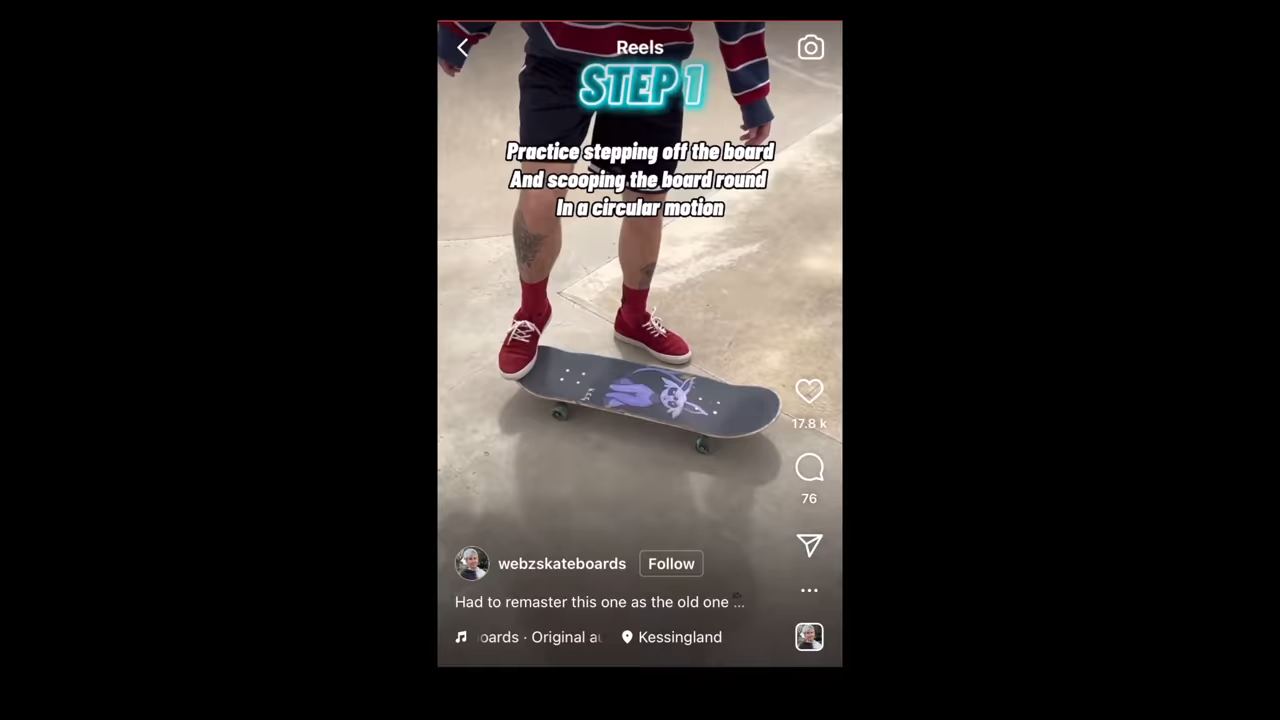 Reels
STEP 1
Practice stepping off the board
And scooping the board round
In a circular motion
17.8 k
76
webzskateboards Follow
Had to remaster this one as the old one ...
oards · Original au Kessingland